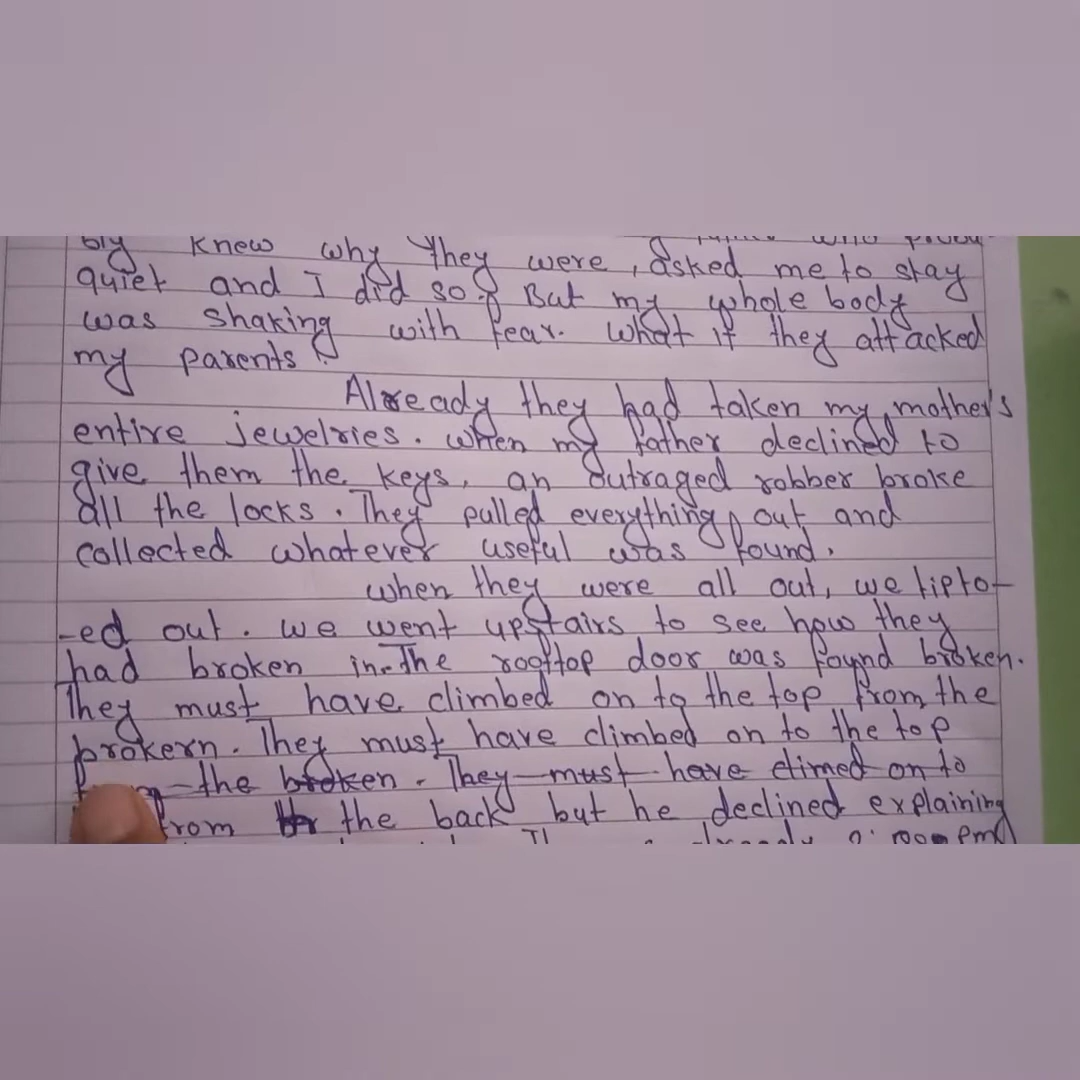 bly knew why they were, asked me to stay
quiet and I did so. But my whole body
was shaking with fear. What if they attacked
my parents?
Already they had taken my mother's
entire jewelries. When my father declined to
give them the keys, an outraged robber broke
all the locks. They pulled everything out and
collected whatever useful was found.
when they were all out, we tipto-
-ed out. we went upstairs to see how they
had broken in. The rooftop door was found broken.
They must have climbed on to the top from the
brokern. They must have climbed on to the top
the broken. They must have climed on to
from the back but he declined explaining